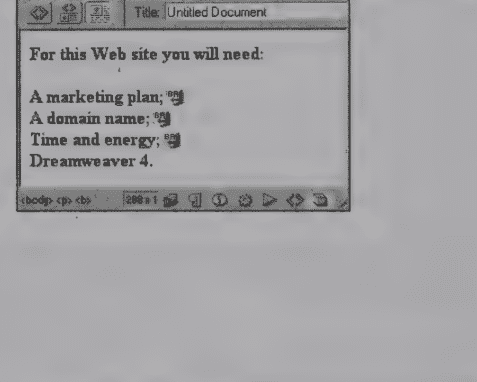 Title: Untitled Document
For this Web site you will need:
A marketing plan;
A domain name;
Time and energy;
Dreamweaver 4.
<body> <p> <b>